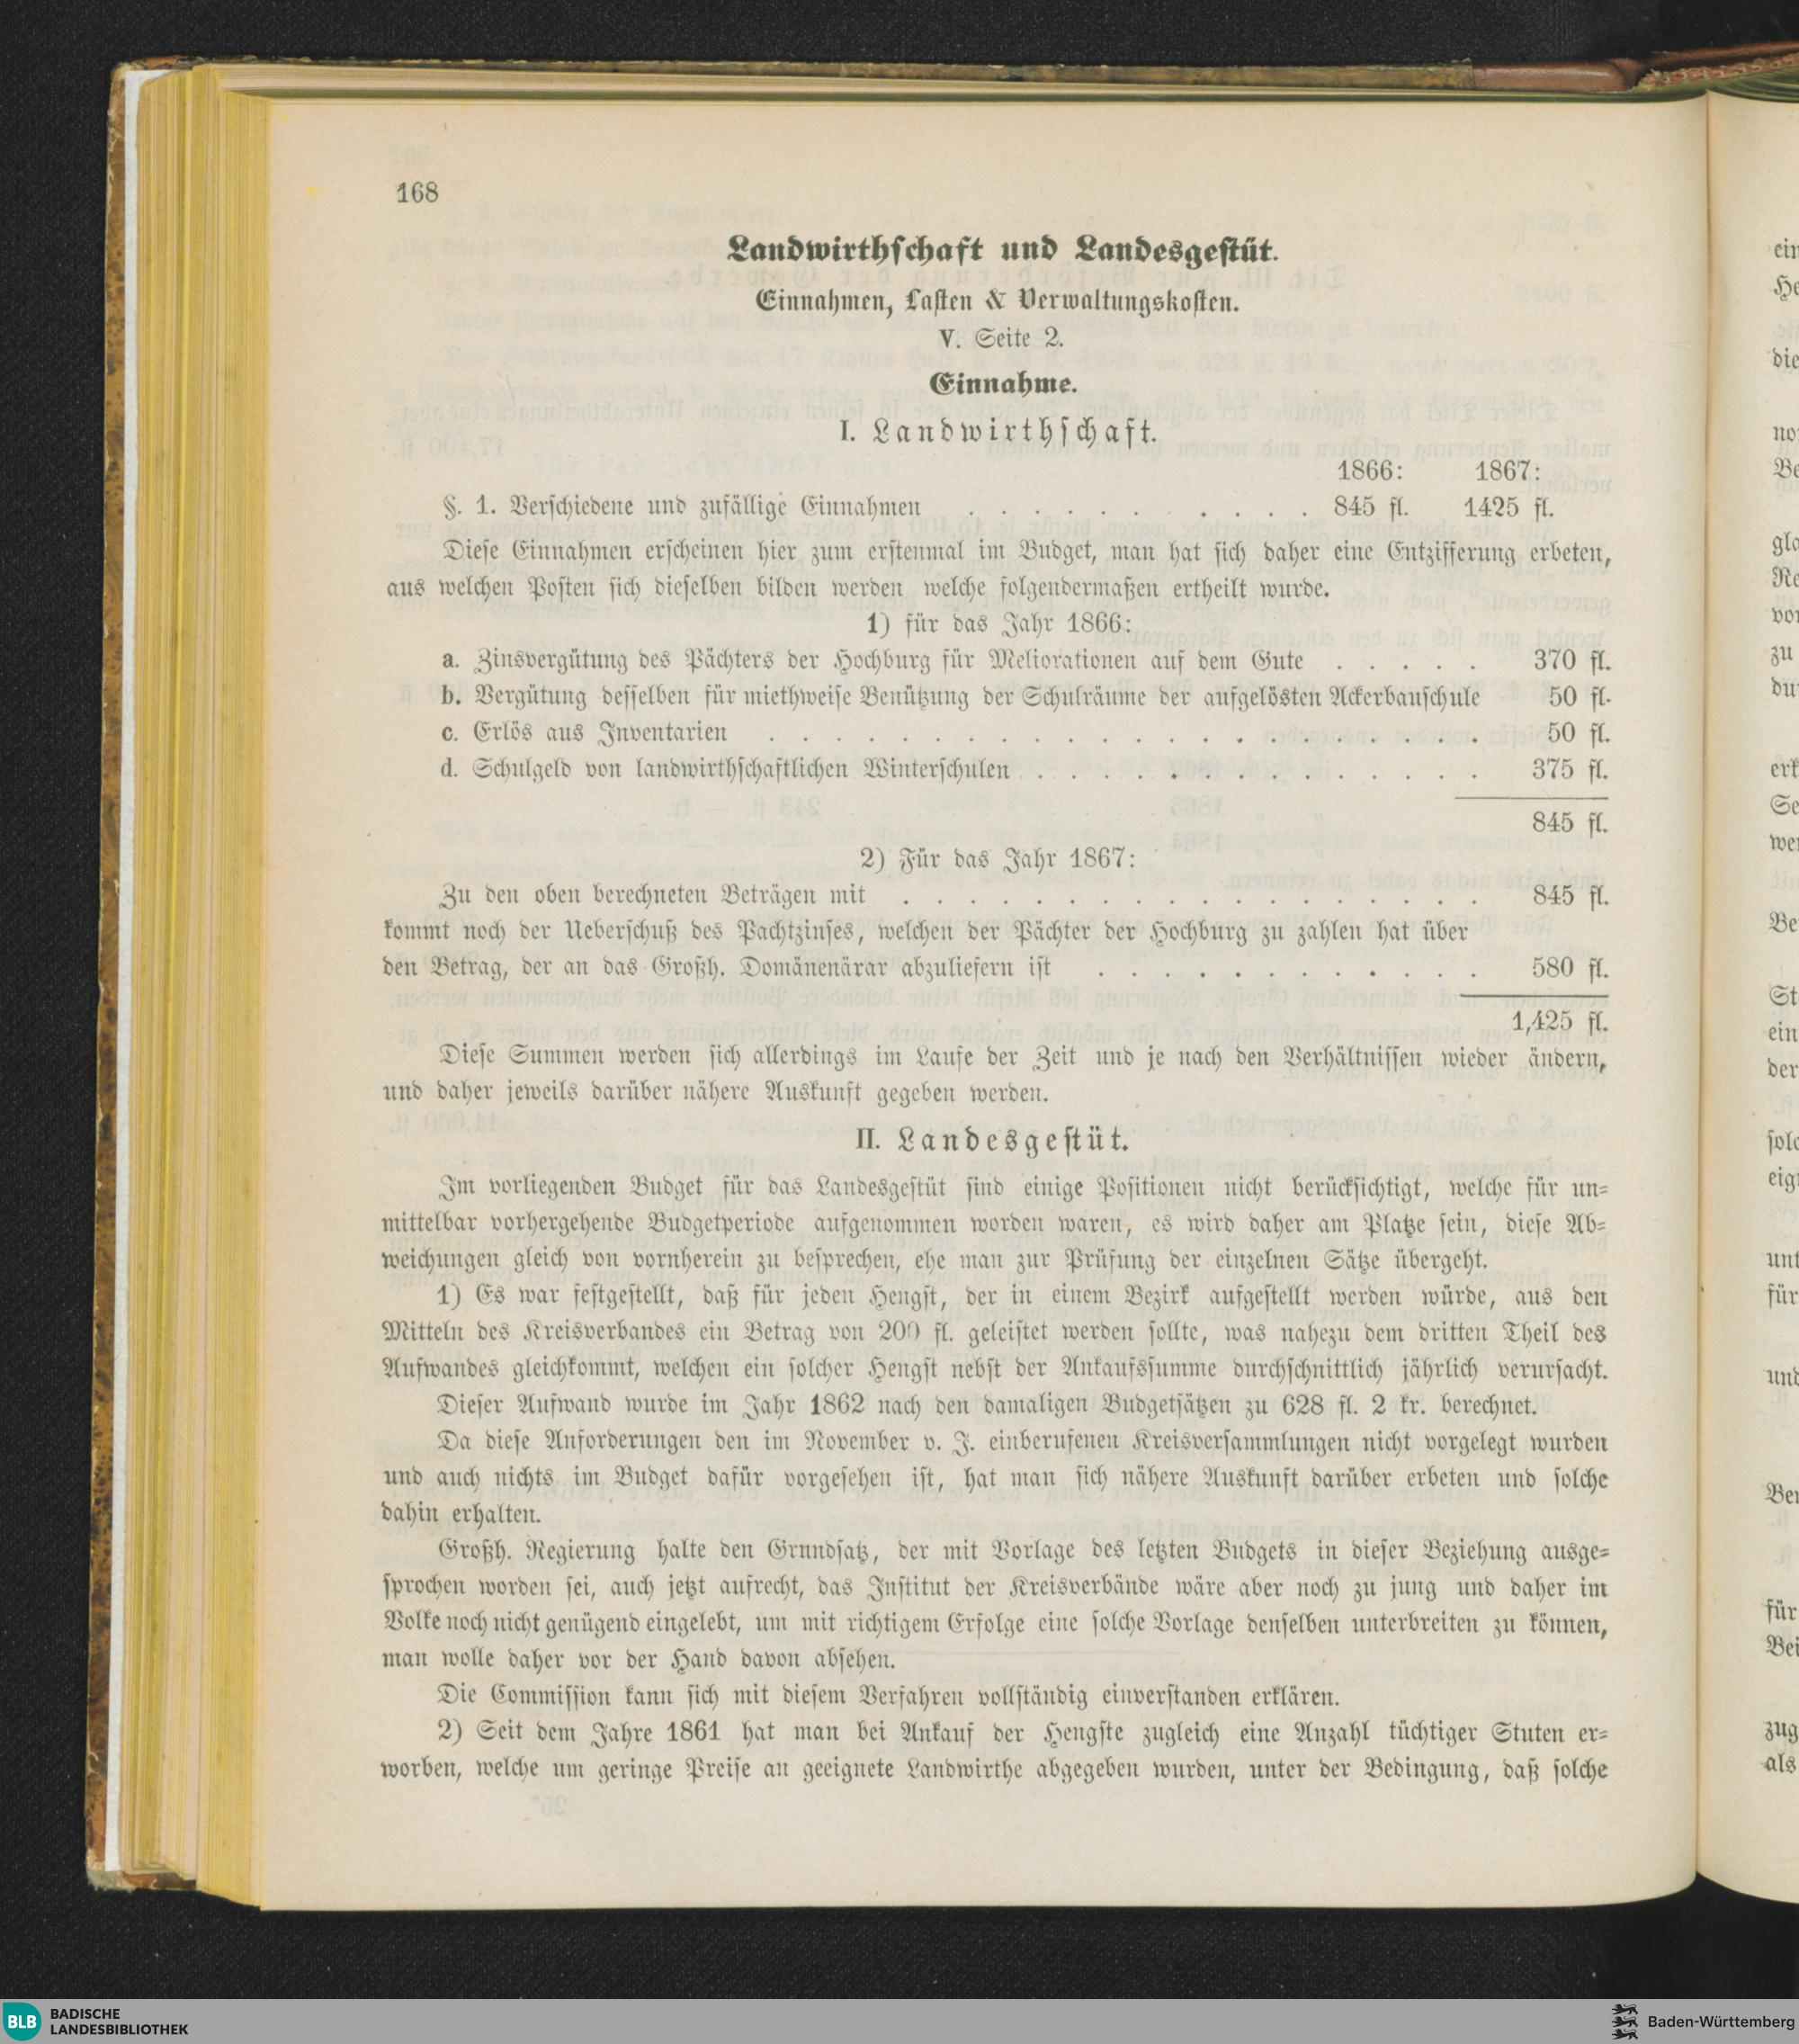 168
Landwirthschaft und Landesgestüt.
Einnahmen, Lasten & Verwaltungskosten.
V. Seite 2.
Einnahme.
I. Landwirthschaft.
1866: 1867:
§. 1. Verschiedene und zufällige Einnahmen . . . . . . . . . . . 845 fl. 1425 fl.
Diese Einnahmen erscheinen hier zum erstenmal im Budget, man hat sich daher eine Entzifferung erbeten,
aus welchen Posten sich dieselben bilden werden welche folgendermaßen ertheilt wurde.
1) für das Jahr 1866:
a. Zinsvergütung des Pächters der Hochburg für Meliorationen auf dem Gute . . . . . 370 fl.
b. Vergütung desselben für miethweise Benützung der Schulräume der aufgelösten Ackerbauschule 50 fl.
c. Erlös aus Inventarien . . . . . . . . . . . . . . . . . . . . . . 50 fl.
d. Schulgeld von landwirthschaftlichen Winterschulen . . . . . . . . . . . . . 375 fl.
845 fl.
2) Für das Jahr 1867:
Zu den oben berechneten Beträgen mit . . . . . . . . . . . . . . . . . . 845 fl.
kommt noch der Ueberschuß des Pachtzinses, welchen der Pächter der Hochburg zu zahlen hat über
den Betrag, der an das Großh. Domänenärar abzuliefern ist . . . . . . . . . . . . 580 fl.
1,425 fl.
Diese Summen werden sich allerdings im Laufe der Zeit und je nach den Verhältnissen wieder ändern,
und daher jeweils darüber nähere Auskunft gegeben werden.
II. Landesgestüt.
Im vorliegenden Budget für das Landesgestüt sind einige Positionen nicht berücksichtigt, welche für un-
mittelbar vorhergehende Budgetperiode aufgenommen worden waren, es wird daher am Platze sein, diese Ab-
weichungen gleich von vornherein zu besprechen, ehe man zur Prüfung der einzelnen Sätze übergeht.
1) Es war festgestellt, daß für jeden Hengst, der in einem Bezirk aufgestellt werden würde, aus den
Mitteln des Kreisverbandes ein Betrag von 200 fl. geleistet werden sollte, was nahezu dem dritten Theil des
Aufwandes gleichkommt, welchen ein solcher Hengst nebst der Ankaufssumme durchschnittlich jährlich verursacht.
Dieser Aufwand wurde im Jahr 1862 nach den damaligen Budgetsätzen zu 628 fl. 2 kr. berechnet.
Da diese Anforderungen den im November v. J. einberufenen Kreisversammlungen nicht vorgelegt wurden
und auch nichts im Budget dafür vorgesehen ist, hat man sich nähere Auskunft darüber erbeten und solche
dahin erhalten.
Großh. Regierung halte den Grundsatz, der mit Vorlage des letzten Budgets in dieser Beziehung ausge-
sprochen worden sei, auch jetzt aufrecht, das Institut der Kreisverbände wäre aber noch zu jung und daher im
Volke noch nicht genügend eingelebt, um mit richtigem Erfolge eine solche Vorlage denselben unterbreiten zu können,
man wolle daher vor der Hand davon absehen.
Die Commission kann sich mit diesem Verfahren vollständig einverstanden erklären.
2) Seit dem Jahre 1861 hat man bei Ankauf der Hengste zugleich eine Anzahl tüchtiger Stuten er-
worben, welche um geringe Preise an geeignete Landwirthe abgegeben wurden, unter der Bedingung, daß solche
BLB BADISCHE
LANDESBIBLIOTHEK
Baden-Württemberg